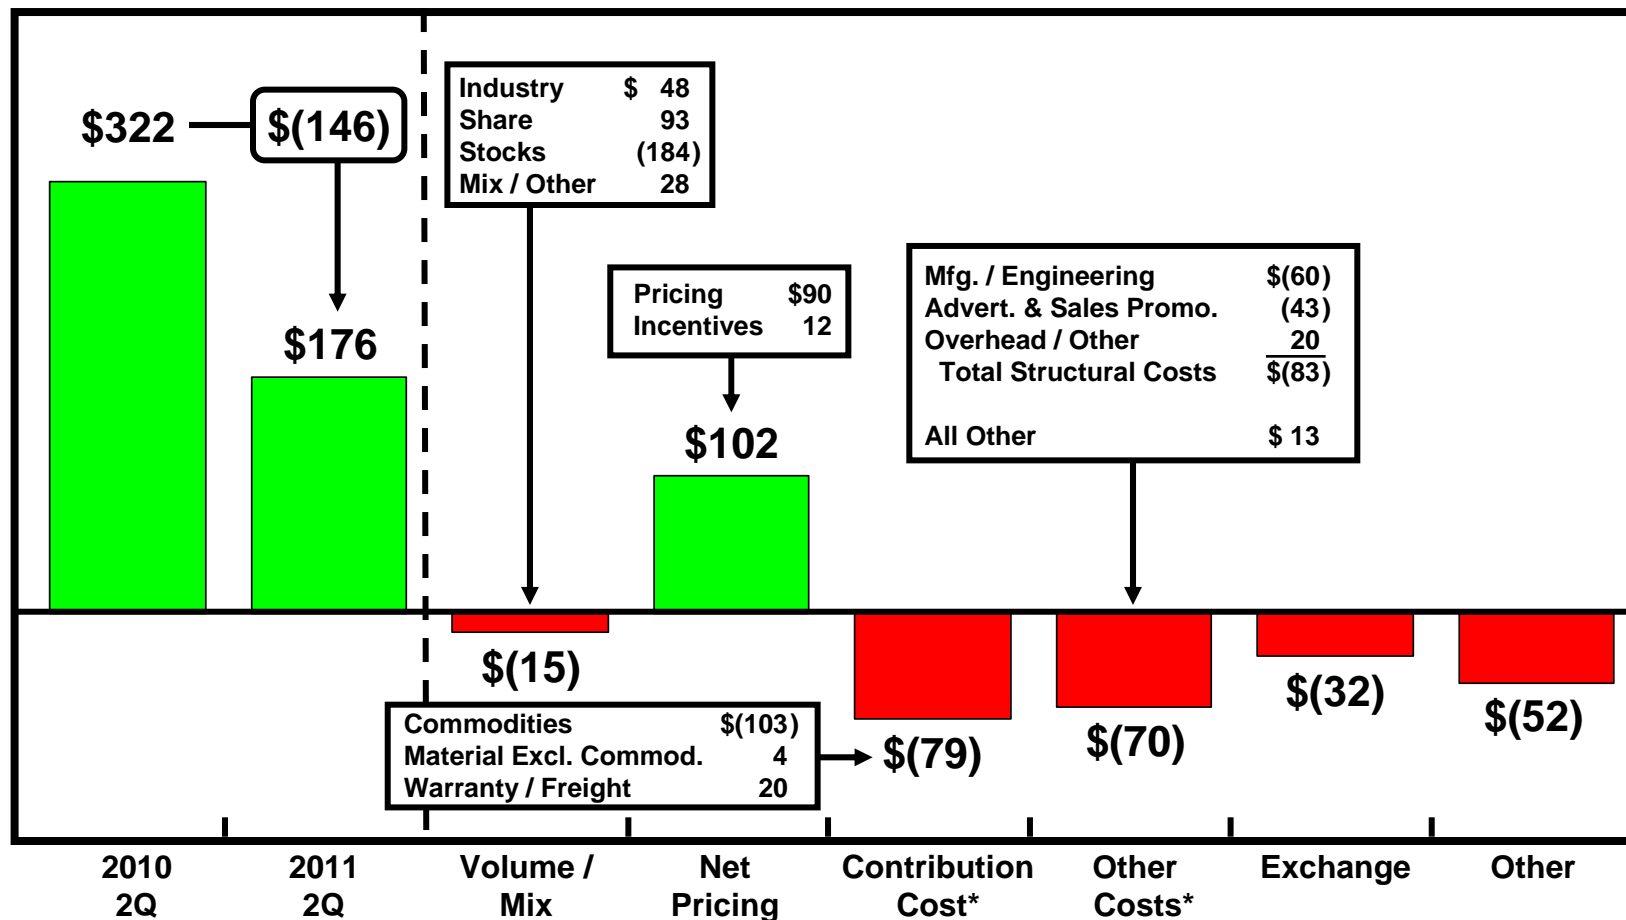 $322
$(146)
$176
Industry $ 48
Share 93
Stocks (184)
Mix / Other 28
Pricing $90
Incentives 12
$102
Mfg. / Engineering $(60)
Advert. & Sales Promo. (43)
Overhead / Other 20
Total Structural Costs $(83)
All Other $ 13
$(15)
Commodities $(103)
Material Excl. Commod. 4
Warranty / Freight 20
$(79)
$(70)
$(32)
$(52)
2010
2Q
2011
2Q
Volume /
Mix
Net
Pricing
Contribution
Cost*
Other
Costs*
Exchange
Other